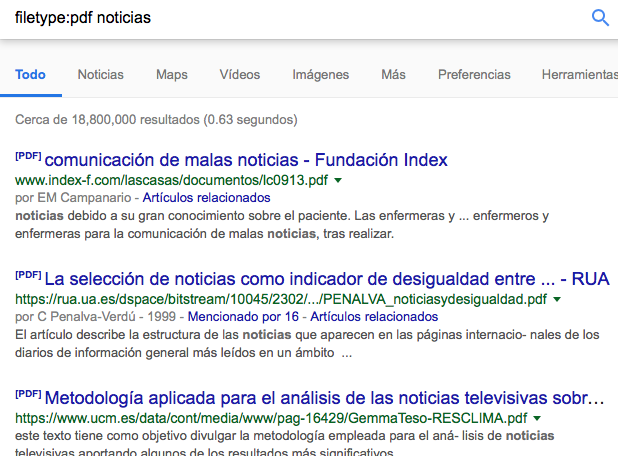 filetype:pdf noticias
Todo Noticias Maps Vídeos Imágenes Más Preferencias Herramientas
Cerca de 18,800,000 resultados (0.63 segundos)
[PDF] comunicación de malas noticias - Fundación Index
www.index-f.com/lascasas/documentos/lc0913.pdf
por EM Campanario - Artículos relacionados
noticias debido a su gran conocimiento sobre el paciente. Las enfermeras y ... enfermeros y
enfermeras para la comunicación de malas noticias, tras realizar.
[PDF] La selección de noticias como indicador de desigualdad entre ... - RUA
https://rua.ua.es/dspace/bitstream/10045/2302/.../PENALVA_noticiasydesigualdad.pdf
por C Penalva-Verdú - 1999 - Mencionado por 16 - Artículos relacionados
El artículo describe la estructura de las noticias que aparecen en las páginas internacio- nales de los
diarios de información general más leídos en un ámbito ...
[PDF] Metodología aplicada para el análisis de las noticias televisivas sobr...
https://www.ucm.es/data/cont/media/www/pag-16429/GemmaTeso-RESCLIMA.pdf
este texto tiene como objetivo divulgar la metodología empleada para el aná- lisis de noticias
televisivas aportando algunos de los resultados más significativos.